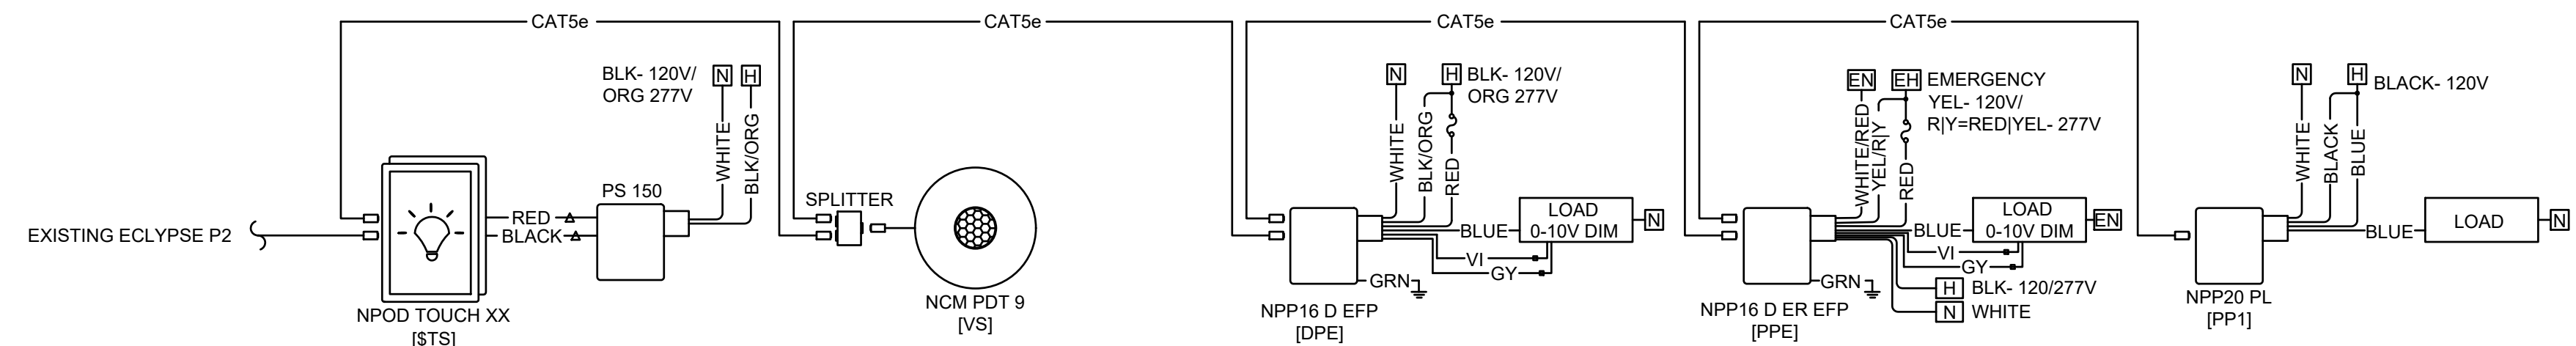 CAT5e
CAT5e
CAT5e
CAT5e
EXISTING ECLYPSE P2
NPOD TOUCH XX
[$TS]
RED
BLACK
PS 150
BLK- 120V/
ORG 277V
N
H
WHITE
BLK/ORG
SPLITTER
NCM PDT 9
[VS]
N
H
BLK- 120V/
ORG 277V
WHITE
BLK/ORG
RED
BLUE
VI
GY
GRN
LOAD
0-10V DIM
N
NPP16 D EFP
[DPE]
EN
EH
EMERGENCY
YEL- 120V/
R|Y=RED|YEL- 277V
WHITE/RED
YEL/R|Y
RED
BLUE
VI
GY
GRN
LOAD
0-10V DIM
EN
H
BLK- 120/277V
N
WHITE
NPP16 D ER EFP
[PPE]
N
H
BLACK- 120V
WHITE
BLACK
BLUE
BLUE
LOAD
N
NPP20 PL
[PP1]